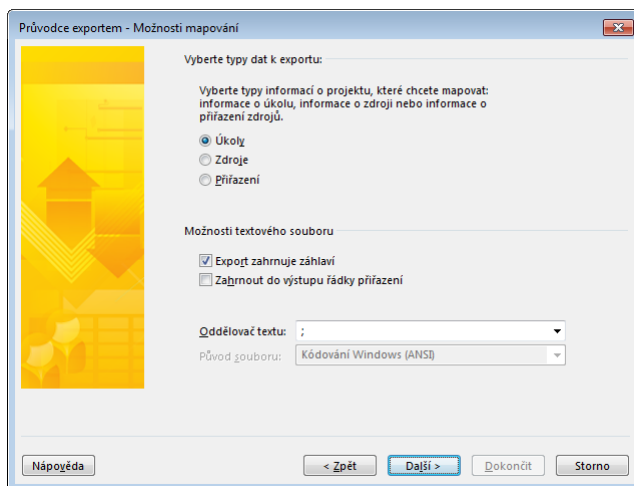 Průvodce exportem - Možnosti mapování
Vyberte typy dat k exportu:
Vyberte typy informací o projektu, které chcete mapovat:
informace o úkolu, informace o zdroji nebo informace o
přiřazení zdrojů.
Úkoly
Zdroje
Přiřazení
Možnosti textového souboru
Export zahrnuje záhlaví
Zahrnout do výstupu řádky přiřazení
Oddělovač textu: ;
Původ souboru: Kódování Windows (ANSI)
Nápověda < Zpět Další > Dokončit Storno